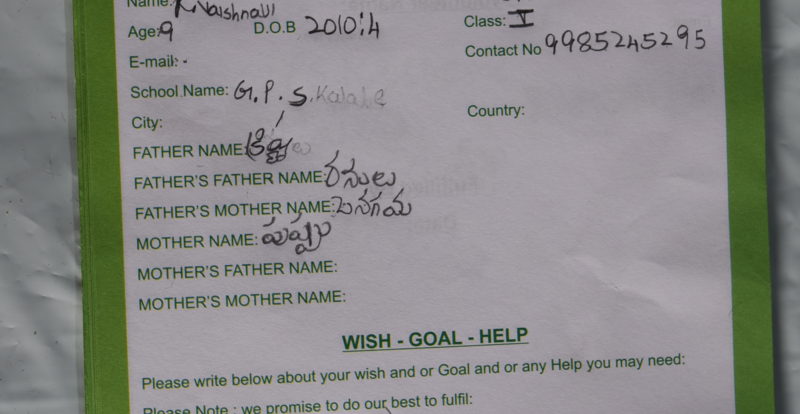 Name: K. Vaishnavi
Age: 9 D.O.B 2010:4 Class: V
E-mail: - Contact No 9985245295
School Name: G.P.S. Kalale
City: Country:
FATHER NAME:
FATHER'S FATHER NAME: రసులు
FATHER'S MOTHER NAME:
MOTHER NAME:
MOTHER'S FATHER NAME:
MOTHER'S MOTHER NAME:
WISH - GOAL - HELP
Please write below about your wish and or Goal and or any Help you may need:
Please Note : we promise to do our best to fulfil: